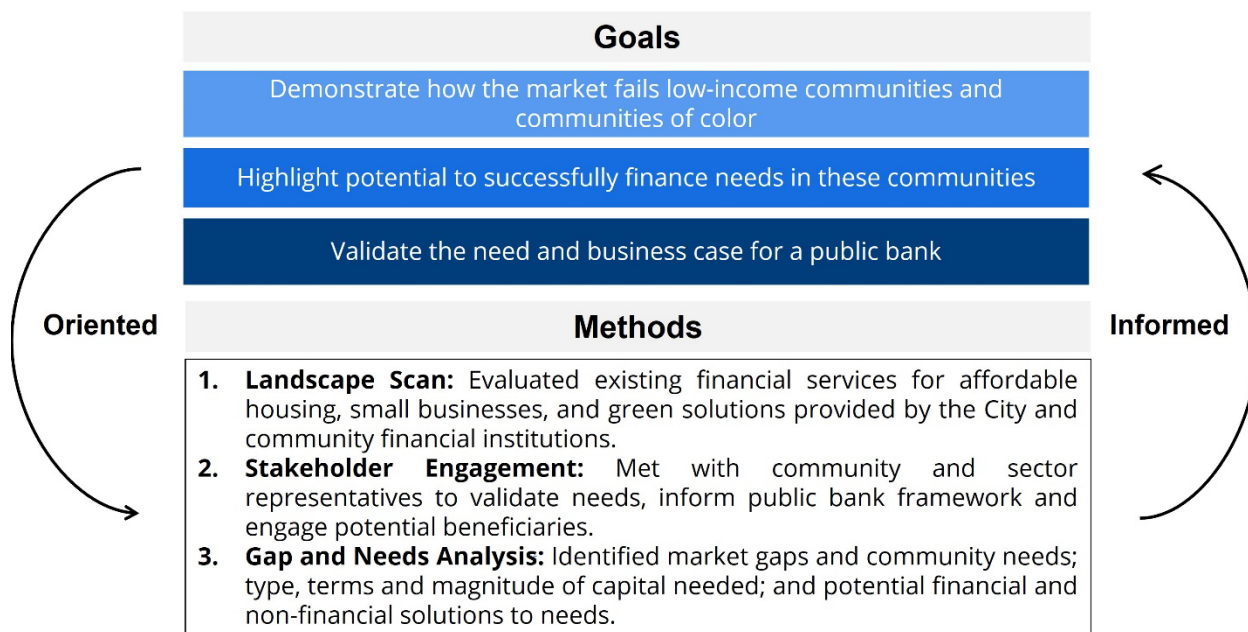 Goals
Demonstrate how the market fails low-income communities and
communities of color
Highlight potential to successfully finance needs in these communities
Validate the need and business case for a public bank
Oriented
Informed
Methods
1. Landscape Scan: Evaluated existing financial services for affordable
housing, small businesses, and green solutions provided by the City and
community financial institutions.
2. Stakeholder Engagement: Met with community and sector
representatives to validate needs, inform public bank framework and
engage potential beneficiaries.
3. Gap and Needs Analysis: Identified market gaps and community needs;
type, terms and magnitude of capital needed; and potential financial and
non-financial solutions to needs.